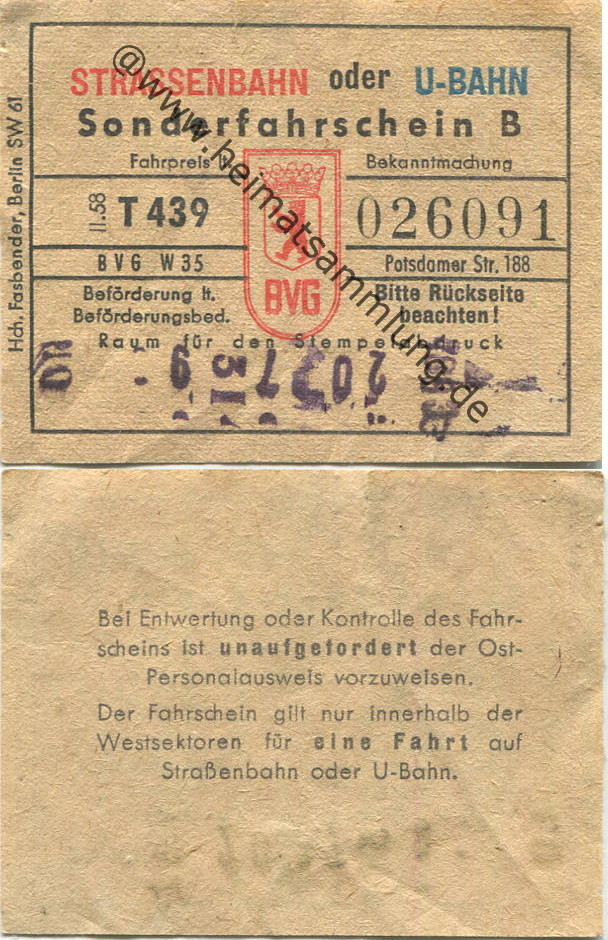 STRASSENBAHN oder U-BAHN
Sonderfahrschein B
Fahrpreis lt. Bekanntmachung
II.58 T 439 026091
BVG W 35 Potsdamer Str. 188
Beförderung lt. Beförderungsbed.
BVG
Bitte Rückseite beachten!
Raum für den Stempelabdruck
Hch. Fasbender, Berlin SW 61
@www.heimatsammlung.de
Bei Entwertung oder Kontrolle des Fahr-
scheins ist unaufgefordert der Ost-
Personalausweis vorzuweisen.
Der Fahrschein gilt nur innerhalb der
Westsektoren für eine Fahrt auf
Straßenbahn oder U-Bahn.